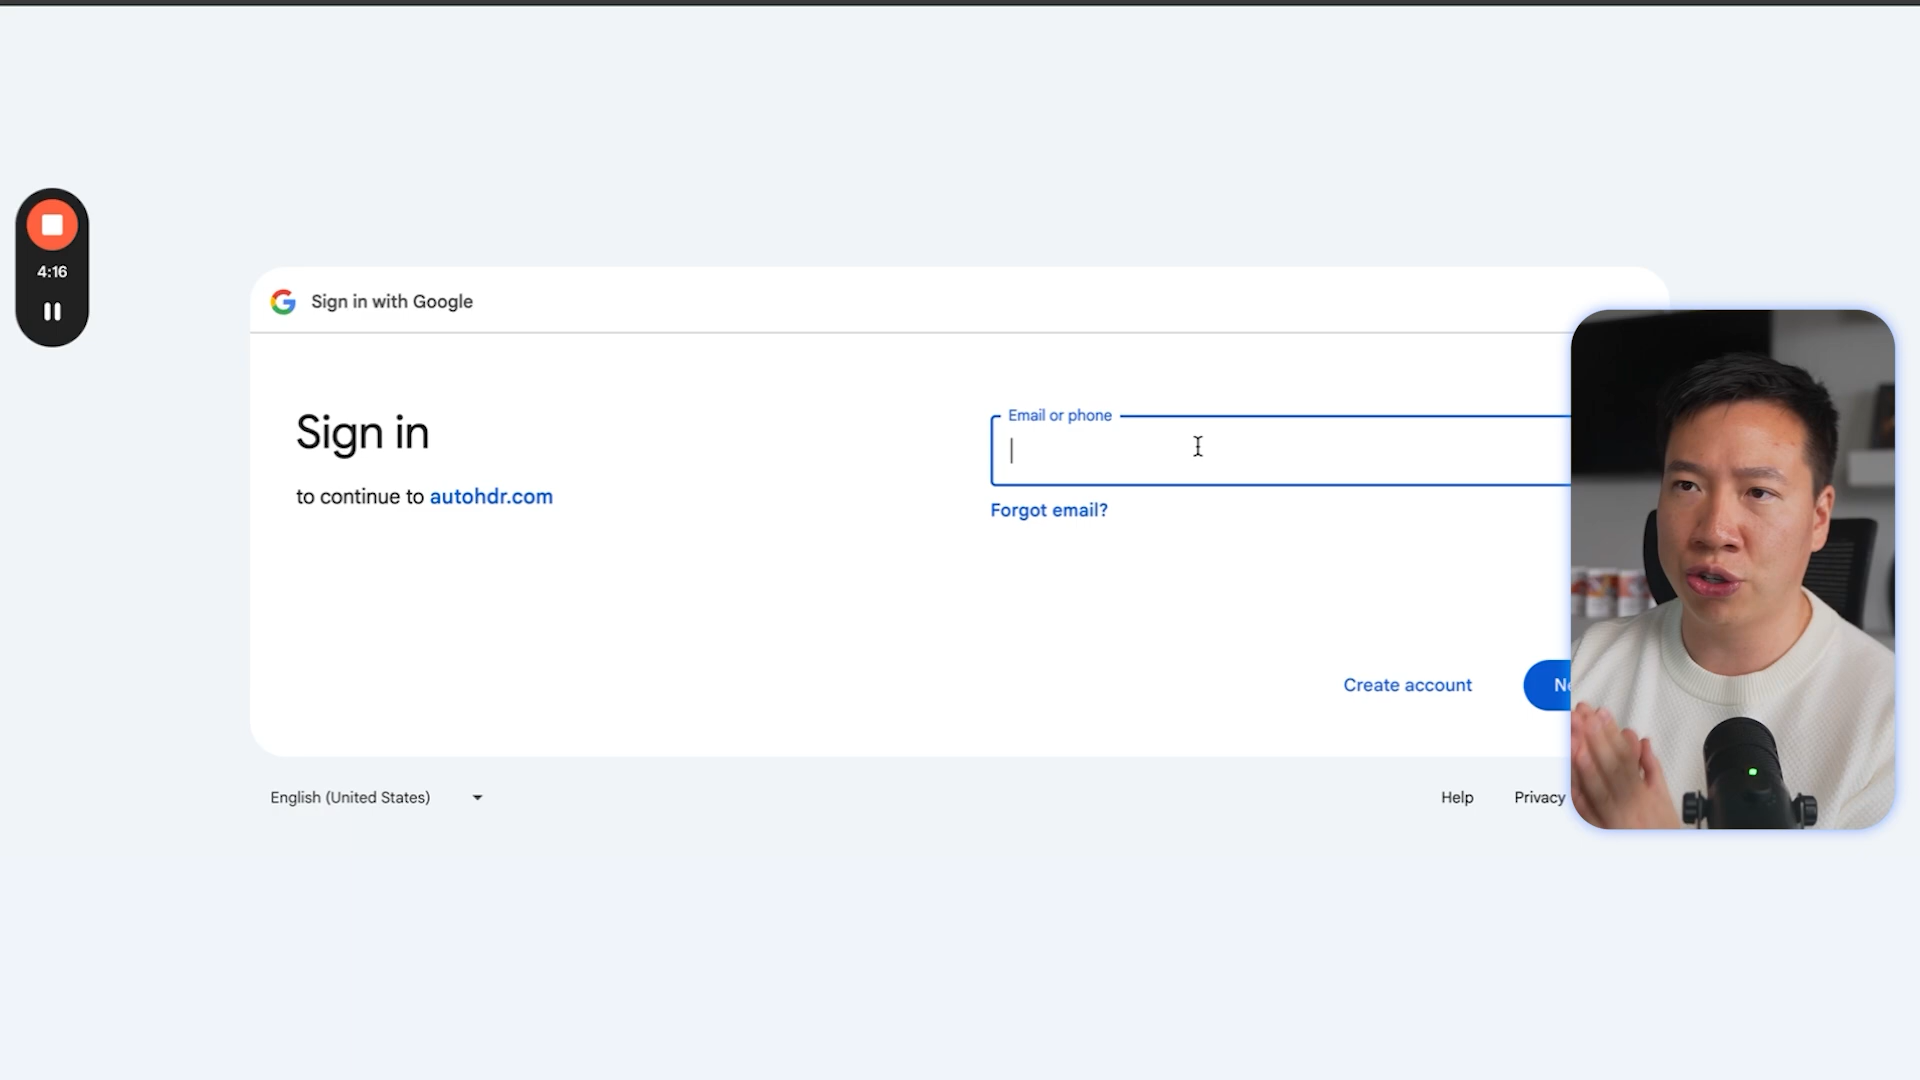 4:16
Sign in with Google
Sign in
to continue to autohdr.com
Email or phone
Forgot email?
Create account
English (United States)
Help
Privacy